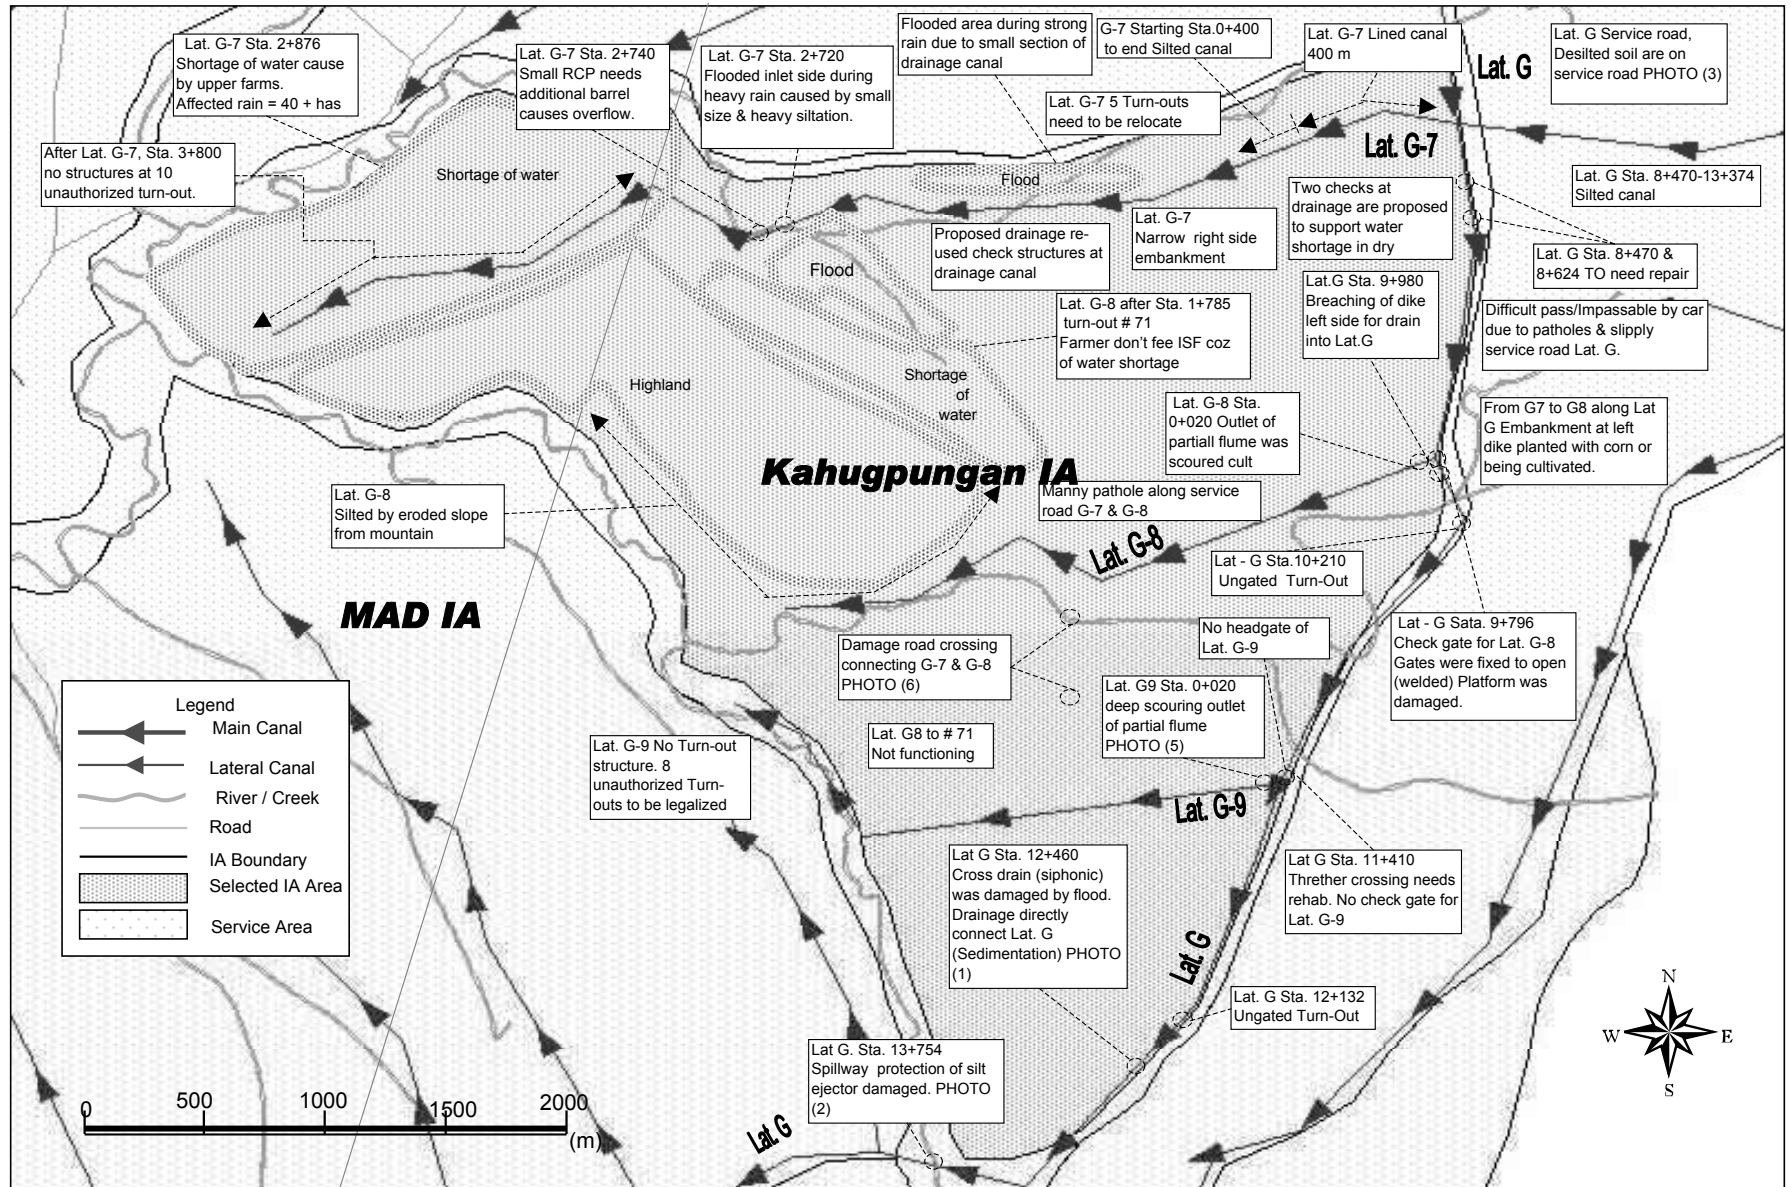 Lat. G-7 Sta. 2+876
Shortage of water cause
by upper farms.
Affected rain = 40 + has
Lat. G-7 Sta. 2+740
Small RCP needs
additional barrel
causes overflow.
Lat. G-7 Sta. 2+720
Flooded inlet side during
heavy rain caused by small
size & heavy siltation.
Flooded area during strong
rain due to small section of
drainage canal
G-7 Starting Sta.0+400
to end Silted canal
Lat. G-7 Lined canal
400 m
Lat. G
Lat. G Service road,
Desilted soil are on
service road PHOTO (3)
Lat. G-7 5 Turn-outs
need to be relocate
After Lat. G-7, Sta. 3+800
no structures at 10
unauthorized turn-out.
Shortage of water
Flood
Lat. G-7
Two checks at
drainage are proposed
to support water
shortage in dry
Lat. G Sta. 8+470-13+374
Silted canal
Proposed drainage re-
used check structures at
drainage canal
Lat. G-7
Narrow right side
embankment
Lat. G Sta. 8+470 &
8+624 TO need repair
Flood
Lat. G-8 after Sta. 1+785
turn-out # 71
Farmer don't fee ISF coz
of water shortage
Lat.G Sta. 9+980
Breaching of dike
left side for drain
into Lat.G
Difficult pass/Impassable by car
due to patholes & slipply
service road Lat. G.
Highland
Shortage
of
water
Lat. G-8 Sta.
0+020 Outlet of
partiall flume was
scoured cult
From G7 to G8 along Lat
G Embankment at left
dike planted with corn or
being cultivated.
Kahugpungan IA
Lat. G-8
Silted by eroded slope
from mountain
Manny pathole along service
road G-7 & G-8
Lat. G-8
Lat - G Sta.10+210
Ungated Turn-Out
MAD IA
Damage road crossing
connecting G-7 & G-8
PHOTO (6)
No headgate of
Lat. G-9
Lat - G Sata. 9+796
Check gate for Lat. G-8
Gates were fixed to open
(welded) Platform was
damaged.
Lat. G9 Sta. 0+020
deep scouring outlet
of partial flume
PHOTO (5)
Legend
Main Canal
Lateral Canal
River / Creek
Road
IA Boundary
Selected IA Area
Service Area
Lat. G-9 No Turn-out
structure. 8
unauthorized Turn-
outs to be legalized
Lat. G8 to # 71
Not functioning
Lat. G-9
Lat G Sta. 12+460
Cross drain (siphonic)
was damaged by flood.
Drainage directly
connect Lat. G
(Sedimentation) PHOTO
(1)
Lat G Sta. 11+410
Threther crossing needs
rehab. No check gate for
Lat. G-9
Lat. G
Lat. G Sta. 12+132
Ungated Turn-Out
N
W
E
S
Lat G. Sta. 13+754
Spillway protection of silt
ejector damaged. PHOTO
(2)
0 500 1000 1500 2000
(m)
Lat. G